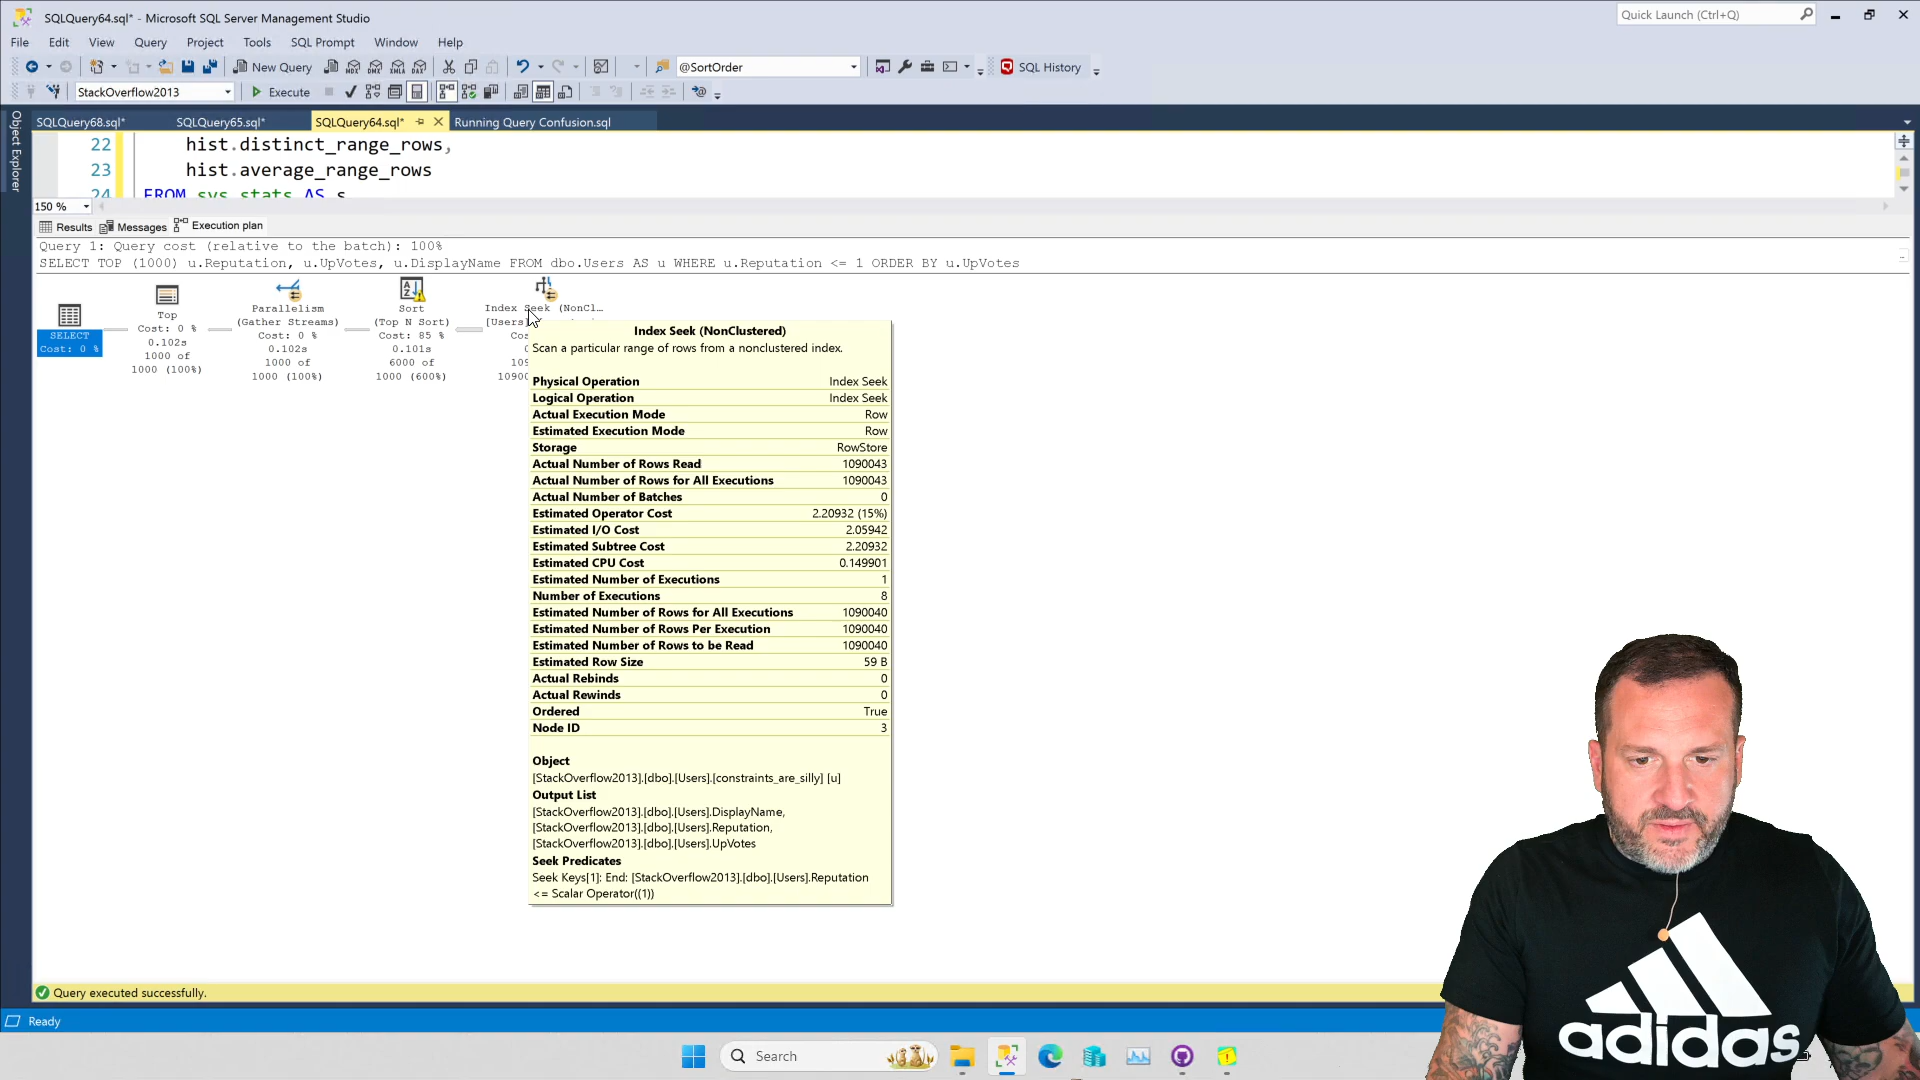 SQLQuery64.sql* - Microsoft SQL Server Management Studio
Quick Launch (Ctrl+Q)
File Edit View Query Project Tools SQL Prompt Window Help
New Query
@SortOrder
SQL History
StackOverflow2013
Execute
SQLQuery68.sql* SQLQuery65.sql* SQLQuery64.sql* Running Query Confusion.sql
Object Explorer
22 hist.distinct_range_rows,
23 hist.average_range_rows
24 FROM sys.stats AS s
150 %
Results Messages Execution plan
Query 1: Query cost (relative to the batch): 100%
SELECT TOP (1000) u.Reputation, u.UpVotes, u.DisplayName FROM dbo.Users AS u WHERE u.Reputation <= 1 ORDER BY u.UpVotes
SELECT
Cost: 0 %
Top
Cost: 0 %
0.102s
1000 of
1000 (100%)
Parallelism
(Gather Streams)
Cost: 0 %
0.102s
1000 of
1000 (100%)
Sort
(Top N Sort)
Cost: 85 %
0.101s
6000 of
1000 (600%)
Index Seek (NonCl...
[Users]
Index Seek (NonClustered)
Scan a particular range of rows from a nonclustered index.
Physical Operation Index Seek
Logical Operation Index Seek
Actual Execution Mode Row
Estimated Execution Mode Row
Storage RowStore
Actual Number of Rows Read 1090043
Actual Number of Rows for All Executions 1090043
Actual Number of Batches 0
Estimated Operator Cost 2.20932 (15%)
Estimated I/O Cost 2.05942
Estimated Subtree Cost 2.20932
Estimated CPU Cost 0.149901
Estimated Number of Executions 1
Number of Executions 8
Estimated Number of Rows for All Executions 1090040
Estimated Number of Rows Per Execution 1090040
Estimated Number of Rows to be Read 1090040
Estimated Row Size 59 B
Actual Rebinds 0
Actual Rewinds 0
Ordered True
Node ID 3
Object
[StackOverflow2013].[dbo].[Users].[constraints_are_silly] [u]
Output List
[StackOverflow2013].[dbo].[Users].DisplayName,
[StackOverflow2013].[dbo].[Users].Reputation,
[StackOverflow2013].[dbo].[Users].UpVotes
Seek Predicates
Seek Keys[1]: End: [StackOverflow2013].[dbo].[Users].Reputation
<= Scalar Operator((1))
Query executed successfully.
Ready
Search
adidas